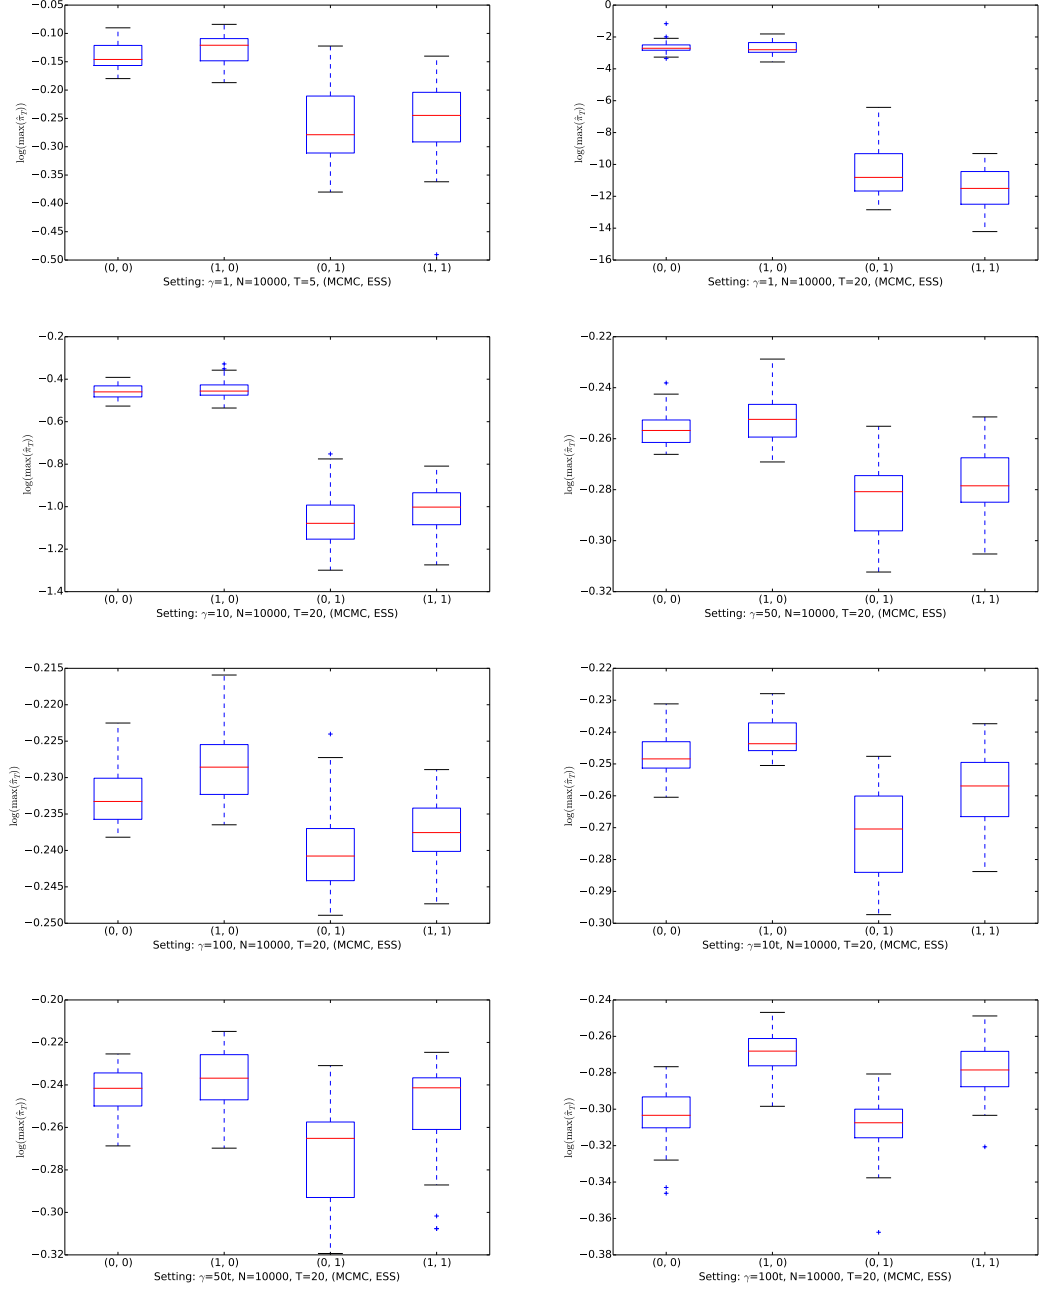 −0.05
−0.10
−0.15
−0.20
−0.25
−0.30
−0.35
−0.40
−0.45
−0.50
log(max(π̂_T))
(0, 0) (1, 0) (0, 1) (1, 1)
Setting: γ=1, N=10000, T=5, (MCMC, ESS)
0
−2
−4
−6
−8
−10
−12
−14
−16
log(max(π̂_T))
(0, 0) (1, 0) (0, 1) (1, 1)
Setting: γ=1, N=10000, T=20, (MCMC, ESS)
−0.2
−0.4
−0.6
−0.8
−1.0
−1.2
−1.4
log(max(π̂_T))
(0, 0) (1, 0) (0, 1) (1, 1)
Setting: γ=10, N=10000, T=20, (MCMC, ESS)
−0.22
−0.24
−0.26
−0.28
−0.30
−0.32
log(max(π̂_T))
(0, 0) (1, 0) (0, 1) (1, 1)
Setting: γ=50, N=10000, T=20, (MCMC, ESS)
−0.215
−0.220
−0.225
−0.230
−0.235
−0.240
−0.245
−0.250
log(max(π̂_T))
(0, 0) (1, 0) (0, 1) (1, 1)
Setting: γ=100, N=10000, T=20, (MCMC, ESS)
−0.22
−0.23
−0.24
−0.25
−0.26
−0.27
−0.28
−0.29
−0.30
log(max(π̂_T))
(0, 0) (1, 0) (0, 1) (1, 1)
Setting: γ=10t, N=10000, T=20, (MCMC, ESS)
−0.20
−0.22
−0.24
−0.26
−0.28
−0.30
−0.32
log(max(π̂_T))
(0, 0) (1, 0) (0, 1) (1, 1)
Setting: γ=50t, N=10000, T=20, (MCMC, ESS)
−0.24
−0.26
−0.28
−0.30
−0.32
−0.34
−0.36
−0.38
log(max(π̂_T))
(0, 0) (1, 0) (0, 1) (1, 1)
Setting: γ=100t, N=10000, T=20, (MCMC, ESS)